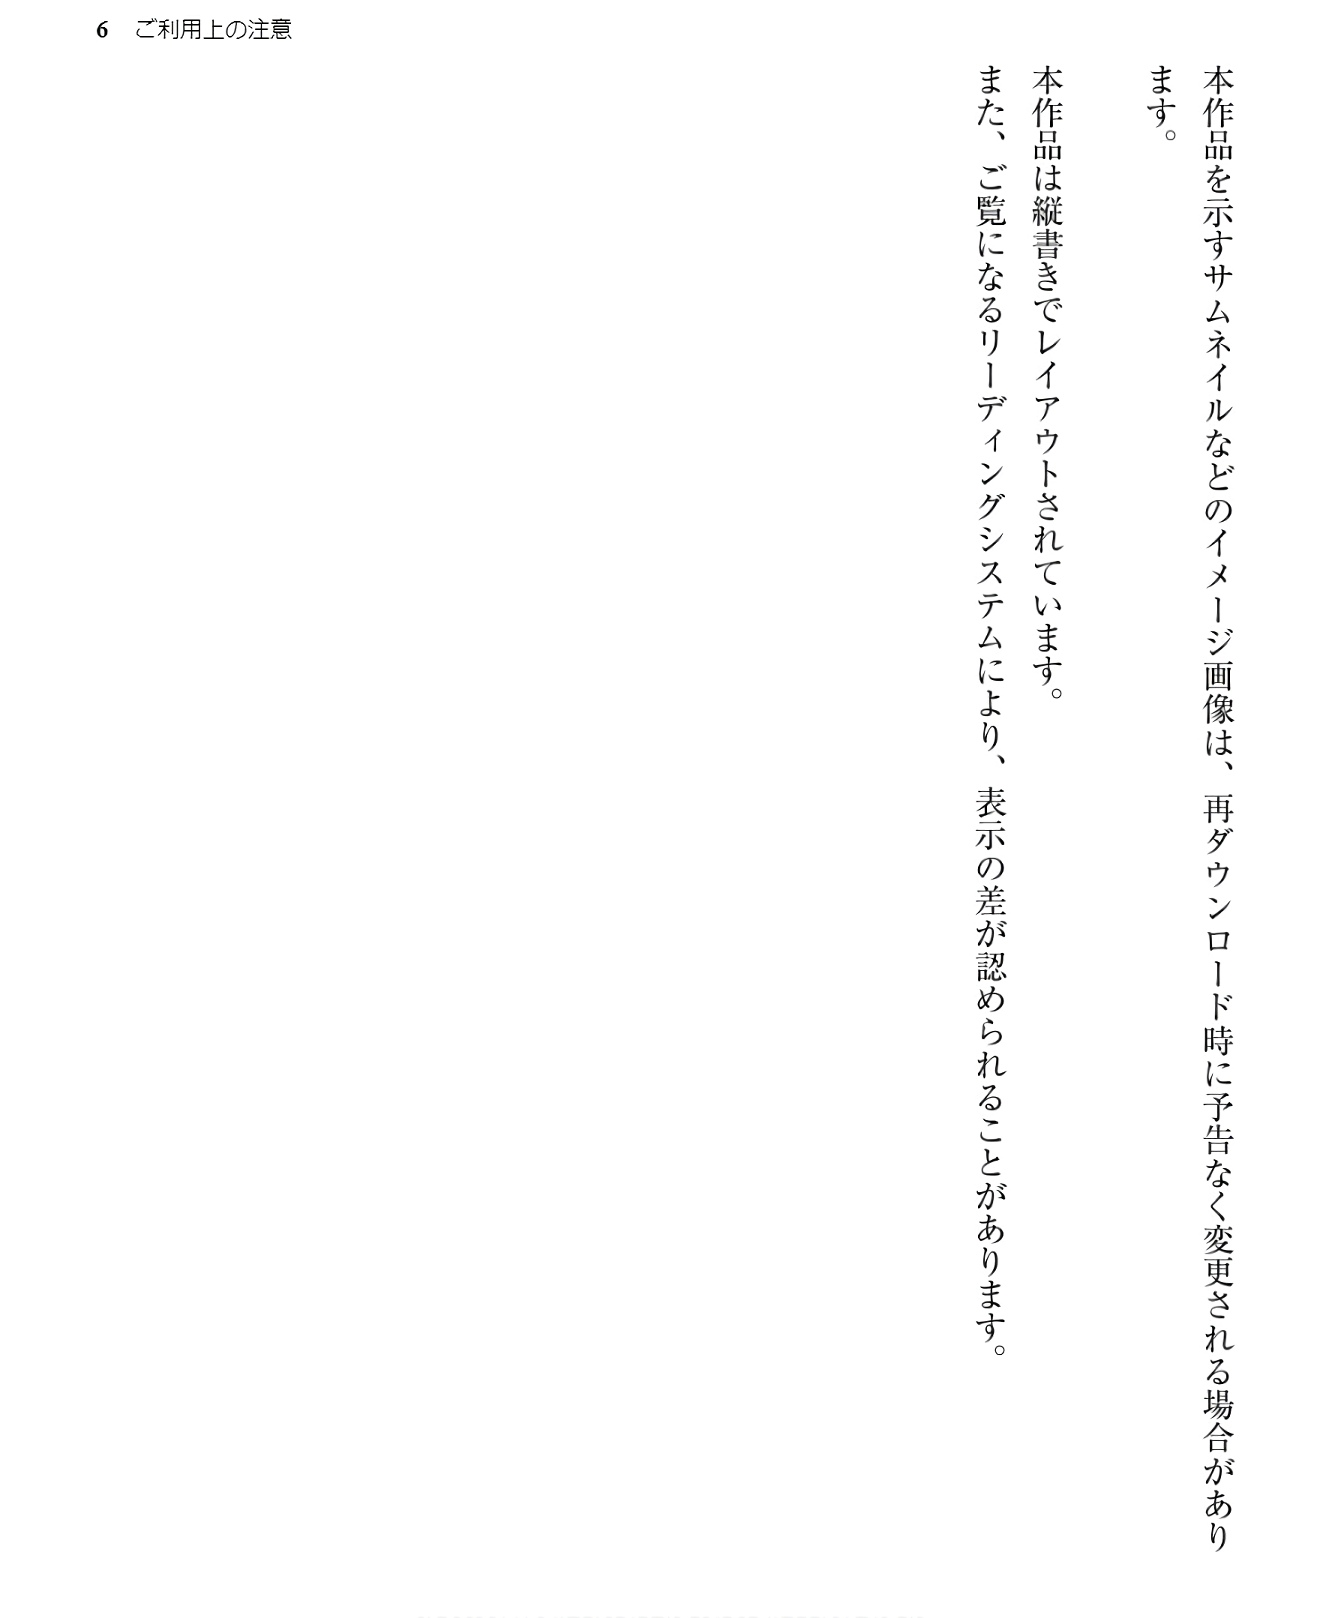 6 ご利用上の注意
本作品を示すサムネイルなどのイメージ画像は、再ダウンロード時に予告なく変更される場合があり
ます。
本作品は縦書きでレイアウトされています。
また、ご覧になるリーディングシステムにより、表示の差が認められることがあります。